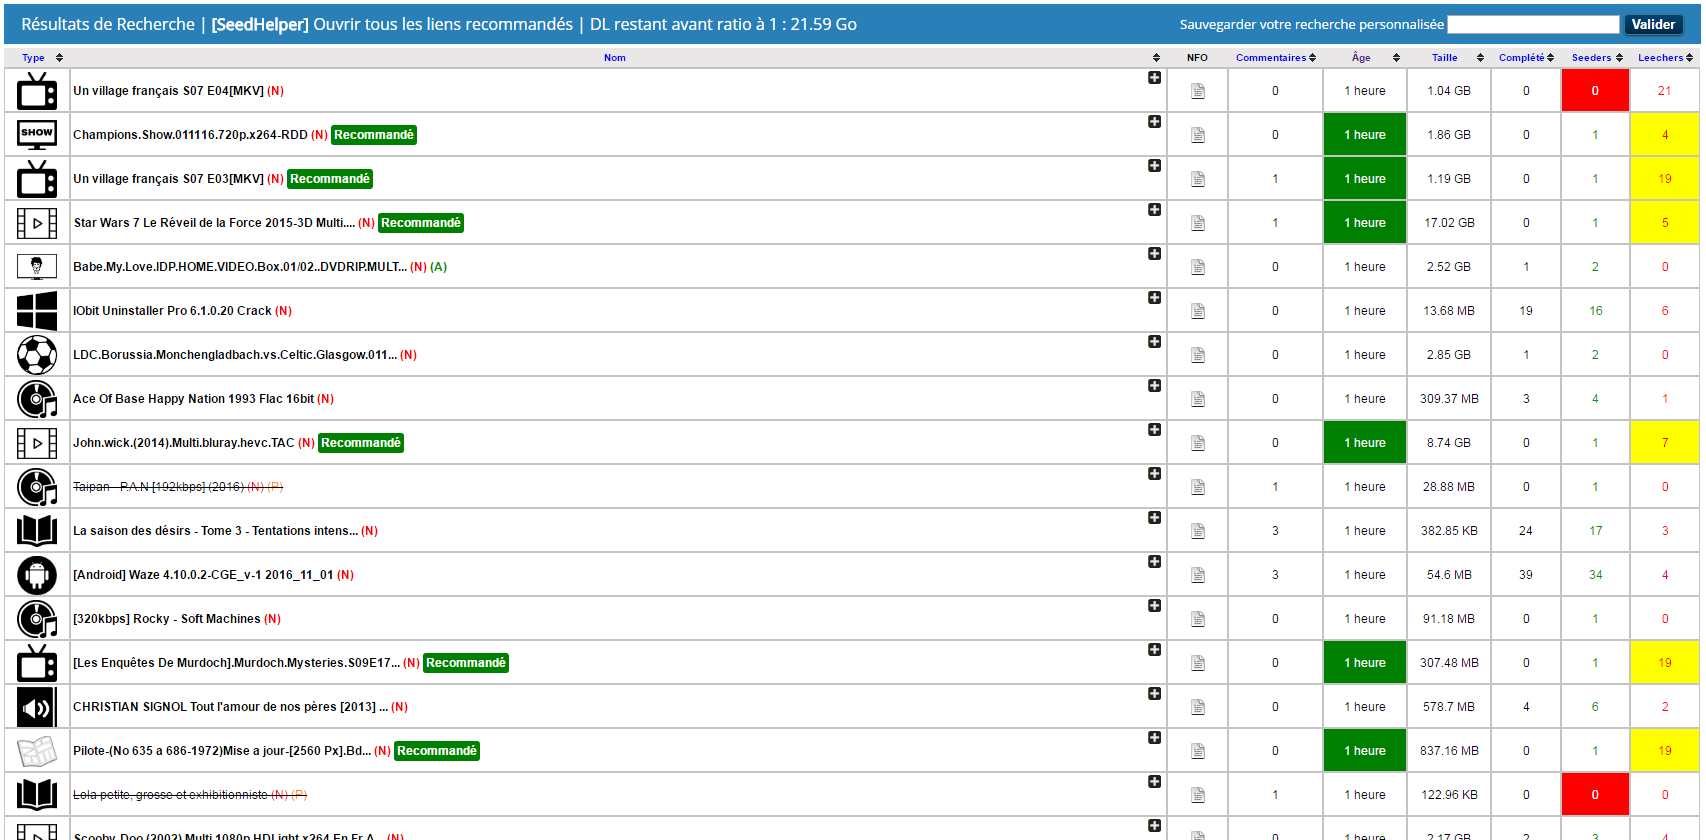 Résultats de Recherche | [SeedHelper] Ouvrir tous les liens recommandés | DL restant avant ratio à 1 : 21.59 Go Sauvegarder votre recherche personnalisée Valider
Type Nom NFO Commentaires Âge Taille Complété Seeders Leechers
Un village français S07 E04[MKV] (N) 0 1 heure 1.04 GB 0 0 21
SHOW Champions.Show.011116.720p.x264-RDD (N) Recommandé 0 1 heure 1.86 GB 0 1 4
Un village français S07 E03[MKV] (N) Recommandé 1 1 heure 1.19 GB 0 1 19
Star Wars 7 Le Réveil de la Force 2015-3D Multi.... (N) Recommandé 1 1 heure 17.02 GB 0 1 5
Babe.My.Love.IDP.HOME.VIDEO.Box.01/02..DVDRIP.MULT... (N) (A) 0 1 heure 2.52 GB 1 2 0
IObit Uninstaller Pro 6.1.0.20 Crack (N) 0 1 heure 13.68 MB 19 16 6
LDC.Borussia.Monchengladbach.vs.Celtic.Glasgow.011... (N) 0 1 heure 2.85 GB 1 2 0
Ace Of Base Happy Nation 1993 Flac 16bit (N) 0 1 heure 309.37 MB 3 4 1
John.wick.(2014).Multi.bluray.hevc.TAC (N) Recommandé 0 1 heure 8.74 GB 0 1 7
Taipan - P.A.N [192kbps] (2016) (N) (P) 1 1 heure 28.88 MB 0 1 0
La saison des désirs - Tome 3 - Tentations intens... (N) 3 1 heure 382.85 KB 24 17 3
[Android] Waze 4.10.0.2-CGE_v-1 2016_11_01 (N) 3 1 heure 54.6 MB 39 34 4
[320kbps] Rocky - Soft Machines (N) 0 1 heure 91.18 MB 0 1 0
[Les Enquêtes De Murdoch].Murdoch.Mysteries.S09E17... (N) Recommandé 0 1 heure 307.48 MB 0 1 19
CHRISTIAN SIGNOL Tout l'amour de nos pères [2013] ... (N) 0 1 heure 578.7 MB 4 6 2
Pilote-(No 635 a 686-1972)Mise a jour-[2560 Px].Bd... (N) Recommandé 0 1 heure 837.16 MB 0 1 19
Lola petite, grosse et exhibitionniste (N) (P) 1 1 heure 122.96 KB 0 0 0
Scooby-Doo (2002) Multi 1080p HDLight x264 En Fr A... (N) 0 1 heure 2.17 GB 2 3 4